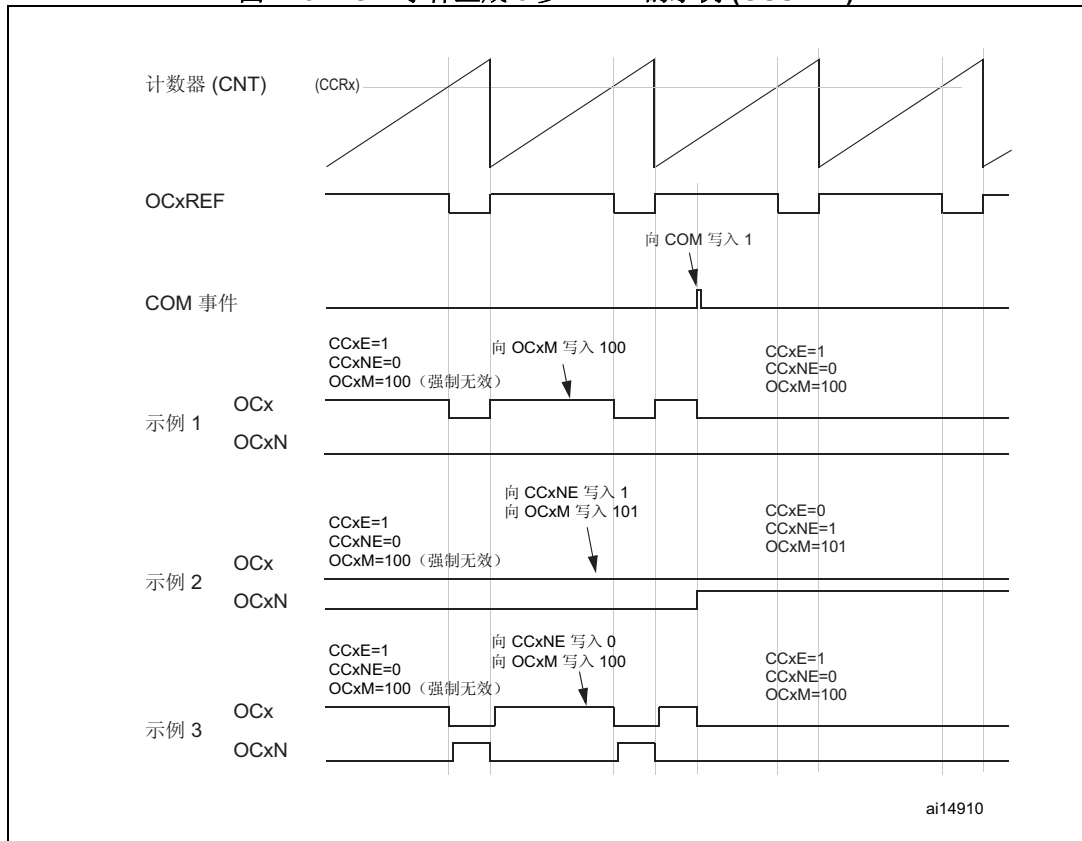 计数器 (CNT)
(CCRx)
OCxREF
向 COM 写入 1
COM 事件
CCxE=1
CCxNE=0
OCxM=100（强制无效）
向 OCxM 写入 100
CCxE=1
CCxNE=0
OCxM=100
示例 1
OCx
OCxN
向 CCxNE 写入 1
向 OCxM 写入 101
CCxE=1
CCxNE=0
OCxM=100（强制无效）
CCxE=0
CCxNE=1
OCxM=101
示例 2
OCx
OCxN
向 CCxNE 写入 0
向 OCxM 写入 100
CCxE=1
CCxNE=0
OCxM=100（强制无效）
CCxE=1
CCxNE=0
OCxM=100
示例 3
OCx
OCxN
ai14910